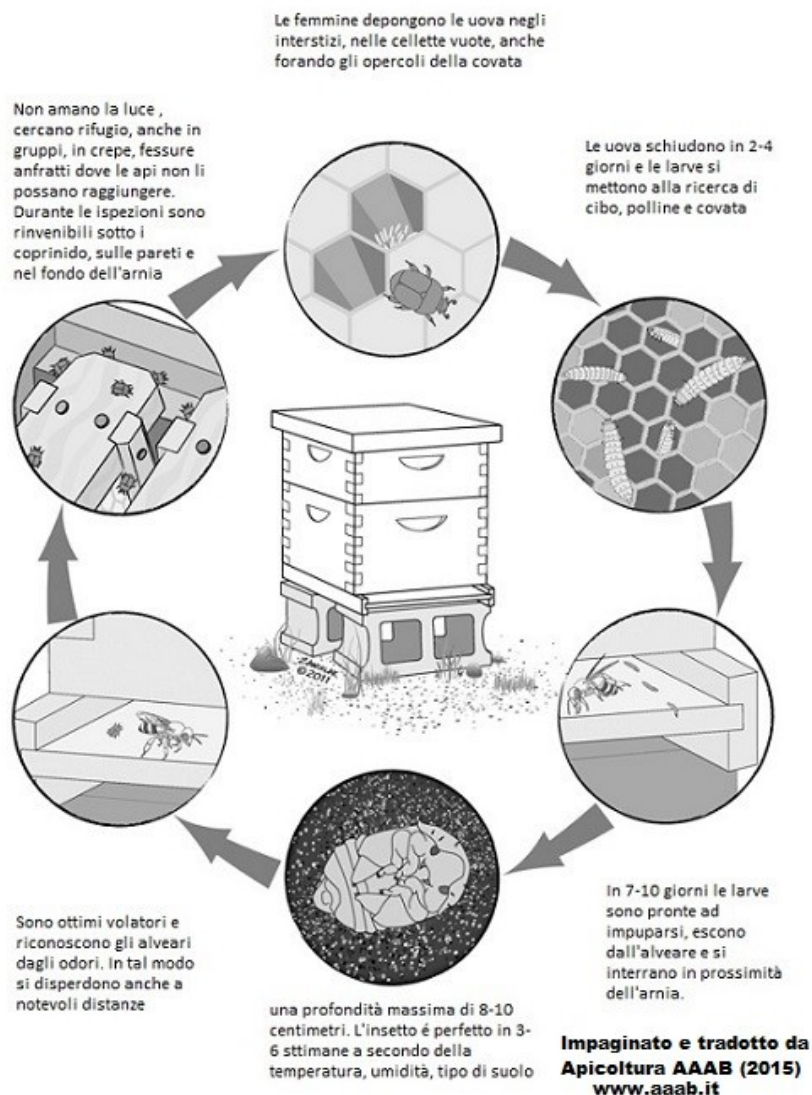 Le femmine depongono le uova negli
interstizi, nelle cellette vuote, anche
forando gli opercoli della covata
Non amano la luce ,
cercano rifugio, anche in
gruppi, in crepe, fessure
anfratti dove le api non li
possano raggiungere.
Durante le ispezioni sono
rinvenibili sotto i
coprinido, sulle pareti e
nel fondo dell'arnia
Le uova schiudono in 2-4
giorni e le larve si
mettono alla ricerca di
cibo, polline e covata
©2011
In 7-10 giorni le larve
sono pronte ad
impuparsi, escono
dall'alveare e si
interrano in prossimità
dell'arnia.
una profondità massima di 8-10
centimetri. L'insetto é perfetto in 3-
6 sttimane a secondo della
temperatura, umidità, tipo di suolo
Sono ottimi volatori e
riconoscono gli alveari
dagli odori. In tal modo
si disperdono anche a
notevoli distanze
Impaginato e tradotto da
Apicoltura AAAB (2015)
www.aaab.it